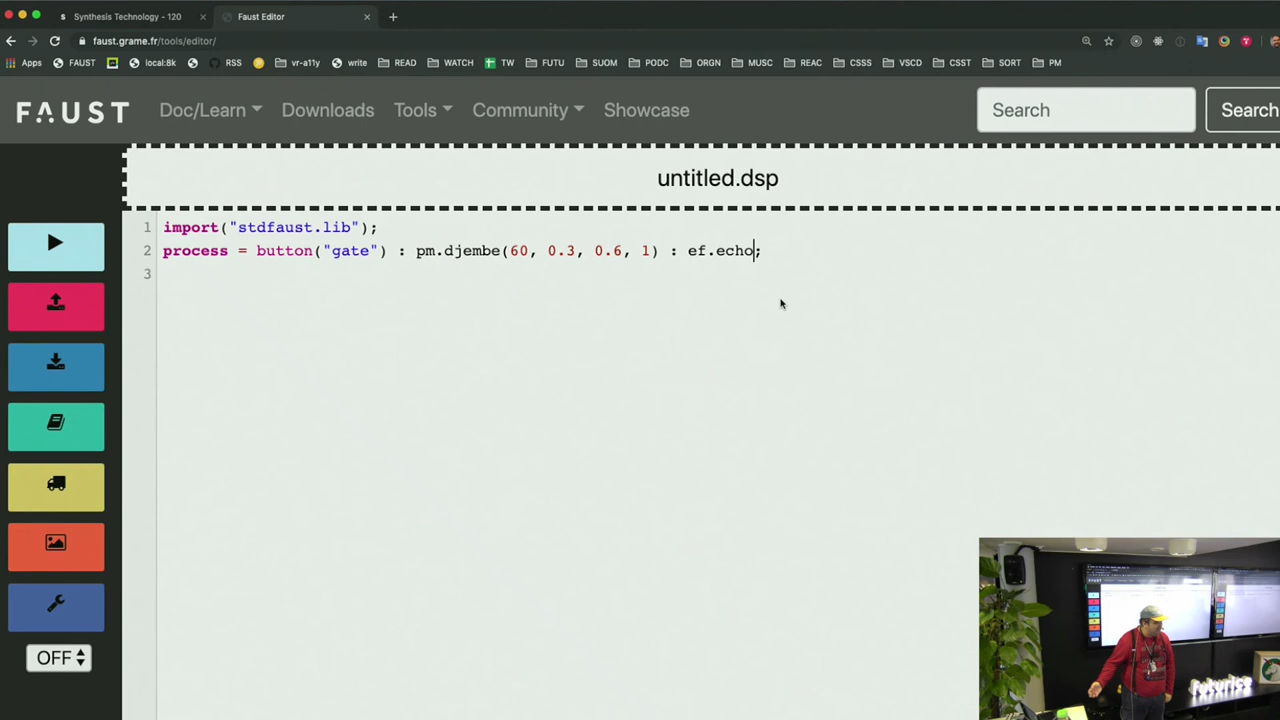 Synthesis Technology - 120
Faust Editor
faust.grame.fr/tools/editor/
Apps FAUST local:8k RSS vr-a11y write READ WATCH TW FUTU SUOM PODC ORGN MUSC REAC CSSS VSCD CSST SORT PM
FAUST Doc/Learn Downloads Tools Community Showcase Search Search
untitled.dsp
1 import("stdfaust.lib");
2 process = button("gate") : pm.djembe(60, 0.3, 0.6, 1) : ef.echo;
3
OFF
FAUST
futurice